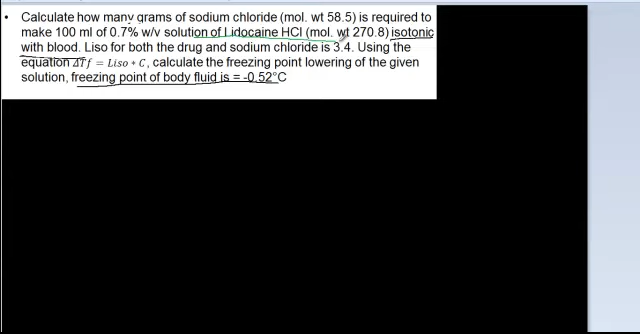 • Calculate how many grams of sodium chloride (mol. wt 58.5) is required to
make 100 ml of 0.7% w/v solution of Lidocaine HCl (mol. wt 270.8) isotonic
with blood. Liso for both the drug and sodium chloride is 3.4. Using the
equation ΔTf = Liso * C, calculate the freezing point lowering of the given
solution, freezing point of body fluid is = -0.52°C